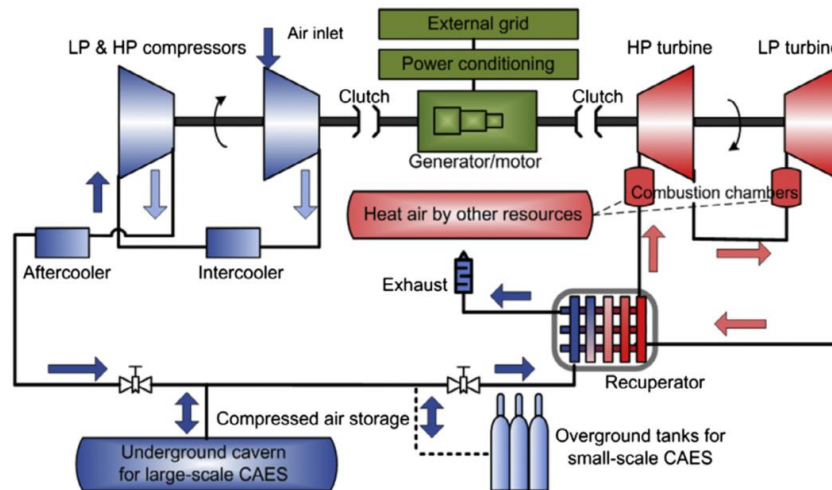 External grid
LP & HP compressors
Air inlet
HP turbine
LP turbine
Power conditioning
Clutch
Clutch
Generator/motor
Combustion chambers
Heat air by other resources
Aftercooler
Intercooler
Exhaust
Recuperator
Compressed air storage
Underground cavern
for large-scale CAES
Overground tanks for
small-scale CAES